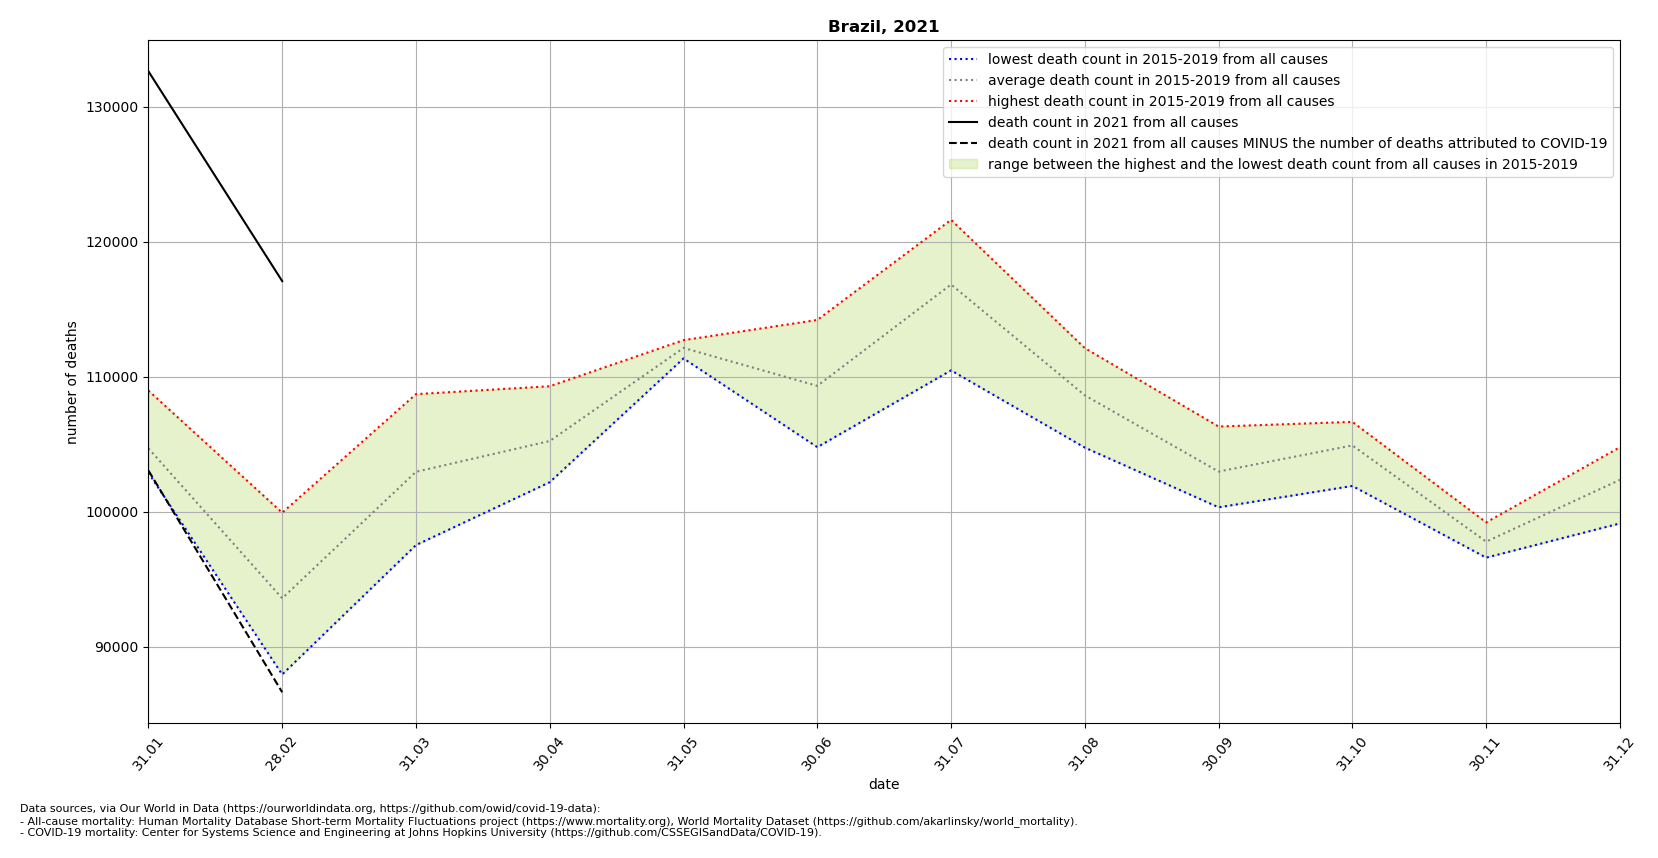 Brazil, 2021
lowest death count in 2015-2019 from all causes
average death count in 2015-2019 from all causes
highest death count in 2015-2019 from all causes
death count in 2021 from all causes
death count in 2021 from all causes MINUS the number of deaths attributed to COVID-19
range between the highest and the lowest death count from all causes in 2015-2019
130000
120000
110000
100000
90000
number of deaths
31.01
28.02
31.03
30.04
31.05
30.06
31.07
31.08
30.09
31.10
30.11
31.12
date
Data sources, via Our World in Data (https://ourworldindata.org, https://github.com/owid/covid-19-data):
- All-cause mortality: Human Mortality Database Short-term Mortality Fluctuations project (https://www.mortality.org), World Mortality Dataset (https://github.com/akarlinsky/world_mortality).
- COVID-19 mortality: Center for Systems Science and Engineering at Johns Hopkins University (https://github.com/CSSEGISandData/COVID-19).